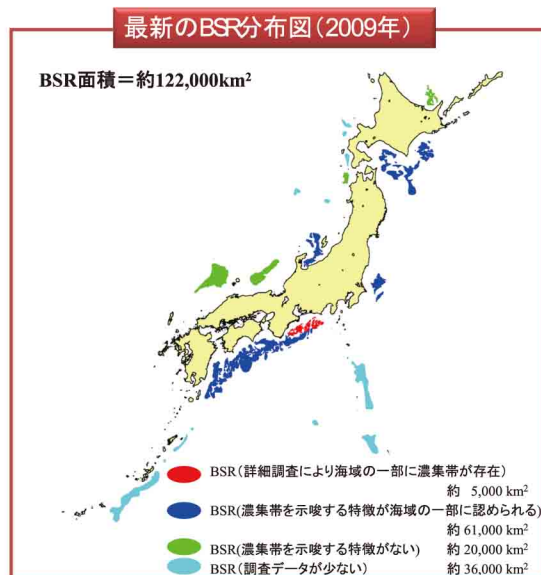 最新のBSR分布図(2009年)
BSR面積=約122,000km²
BSR(詳細調査により海域の一部に濃集帯が存在)
約 5,000 km²
BSR(濃集帯を示唆する特徴が海域の一部に認められる)
約 61,000 km²
BSR(濃集帯を示唆する特徴がない) 約 20,000 km²
BSR(調査データが少ない) 約 36,000 km²